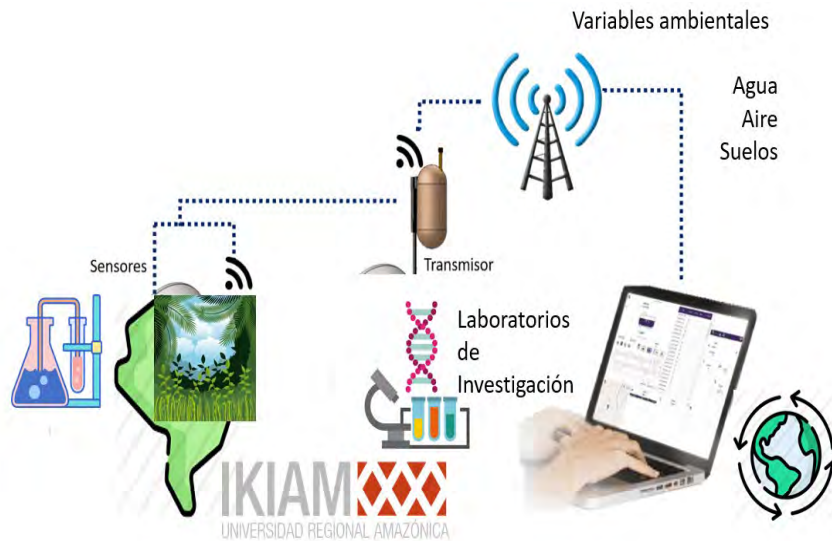 Variables ambientales
Agua
Aire
Suelos
Sensores
Transmisor
Laboratorios
de
Investigación
IKIAM
UNIVERSIDAD REGIONAL AMAZÓNICA